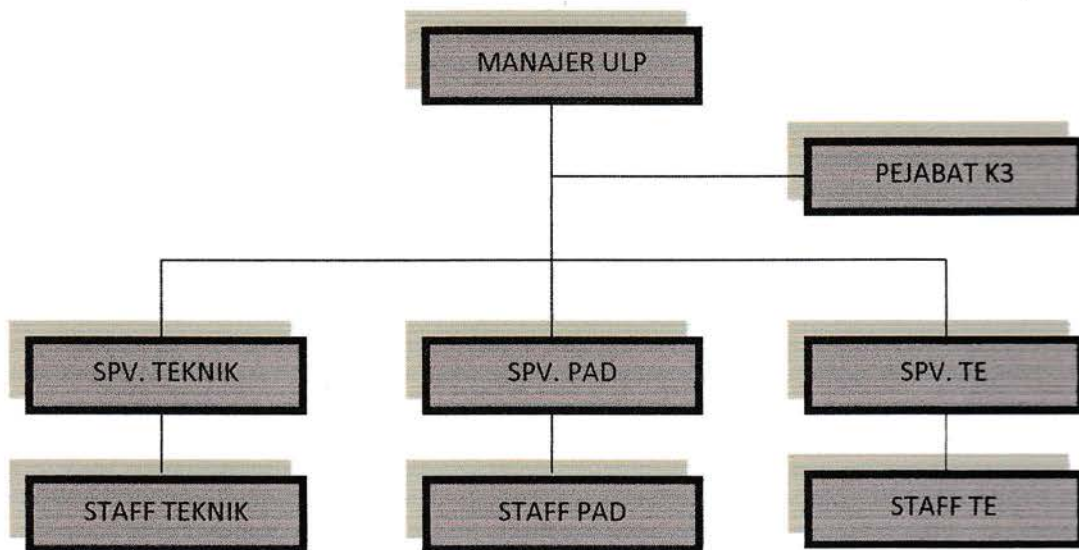 MANAJER ULP
PEJABAT K3
SPV. TEKNIK
SPV. PAD
SPV. TE
STAFF TEKNIK
STAFF PAD
STAFF TE